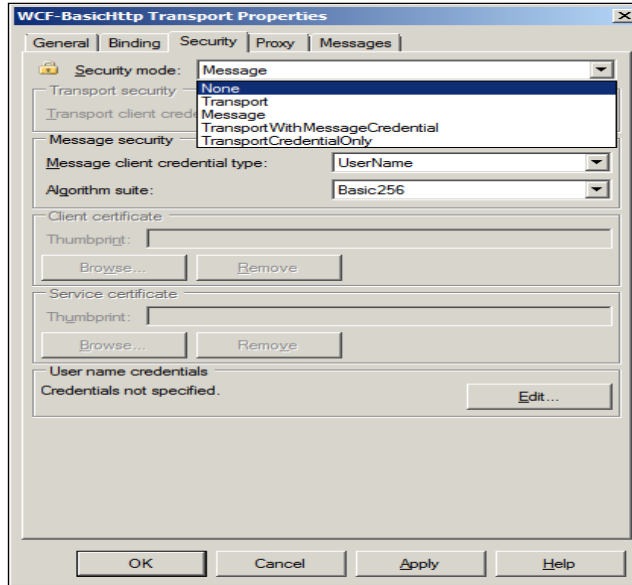 WCF-BasicHttp Transport Properties
General Binding Security Proxy Messages
Security mode: Message
None
Transport security
Transport
Transport client crede
Message
TransportWithMessageCredential
TransportCredentialOnly
Message security
Message client credential type: UserName
Algorithm suite: Basic256
Client certificate
Thumbprint:
Browse... Remove
Service certificate
Thumbprint:
Browse... Remove
User name credentials
Credentials not specified.
Edit...
OK Cancel Apply Help